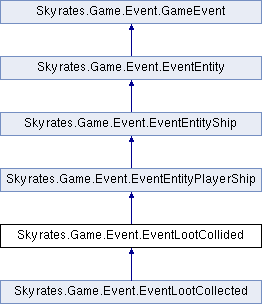 Skyrates.Game.Event.GameEvent
Skyrates.Game.Event.EventEntity
Skyrates.Game.Event.EventEntityShip
Skyrates.Game.Event.EventEntityPlayerShip
Skyrates.Game.Event.EventLootCollided
Skyrates.Game.Event.EventLootCollected